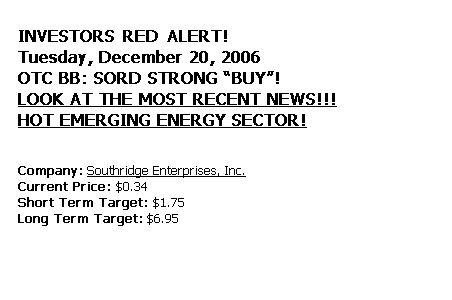 INVESTORS RED ALERT!
Tuesday, December 20, 2006
OTC BB: SORD STRONG “BUY”!
LOOK AT THE MOST RECENT NEWS!!!
HOT EMERGING ENERGY SECTOR!
Company: Southridge Enterprises, Inc.
Current Price: $0.34
Short Term Target: $1.75
Long Term Target: $6.95